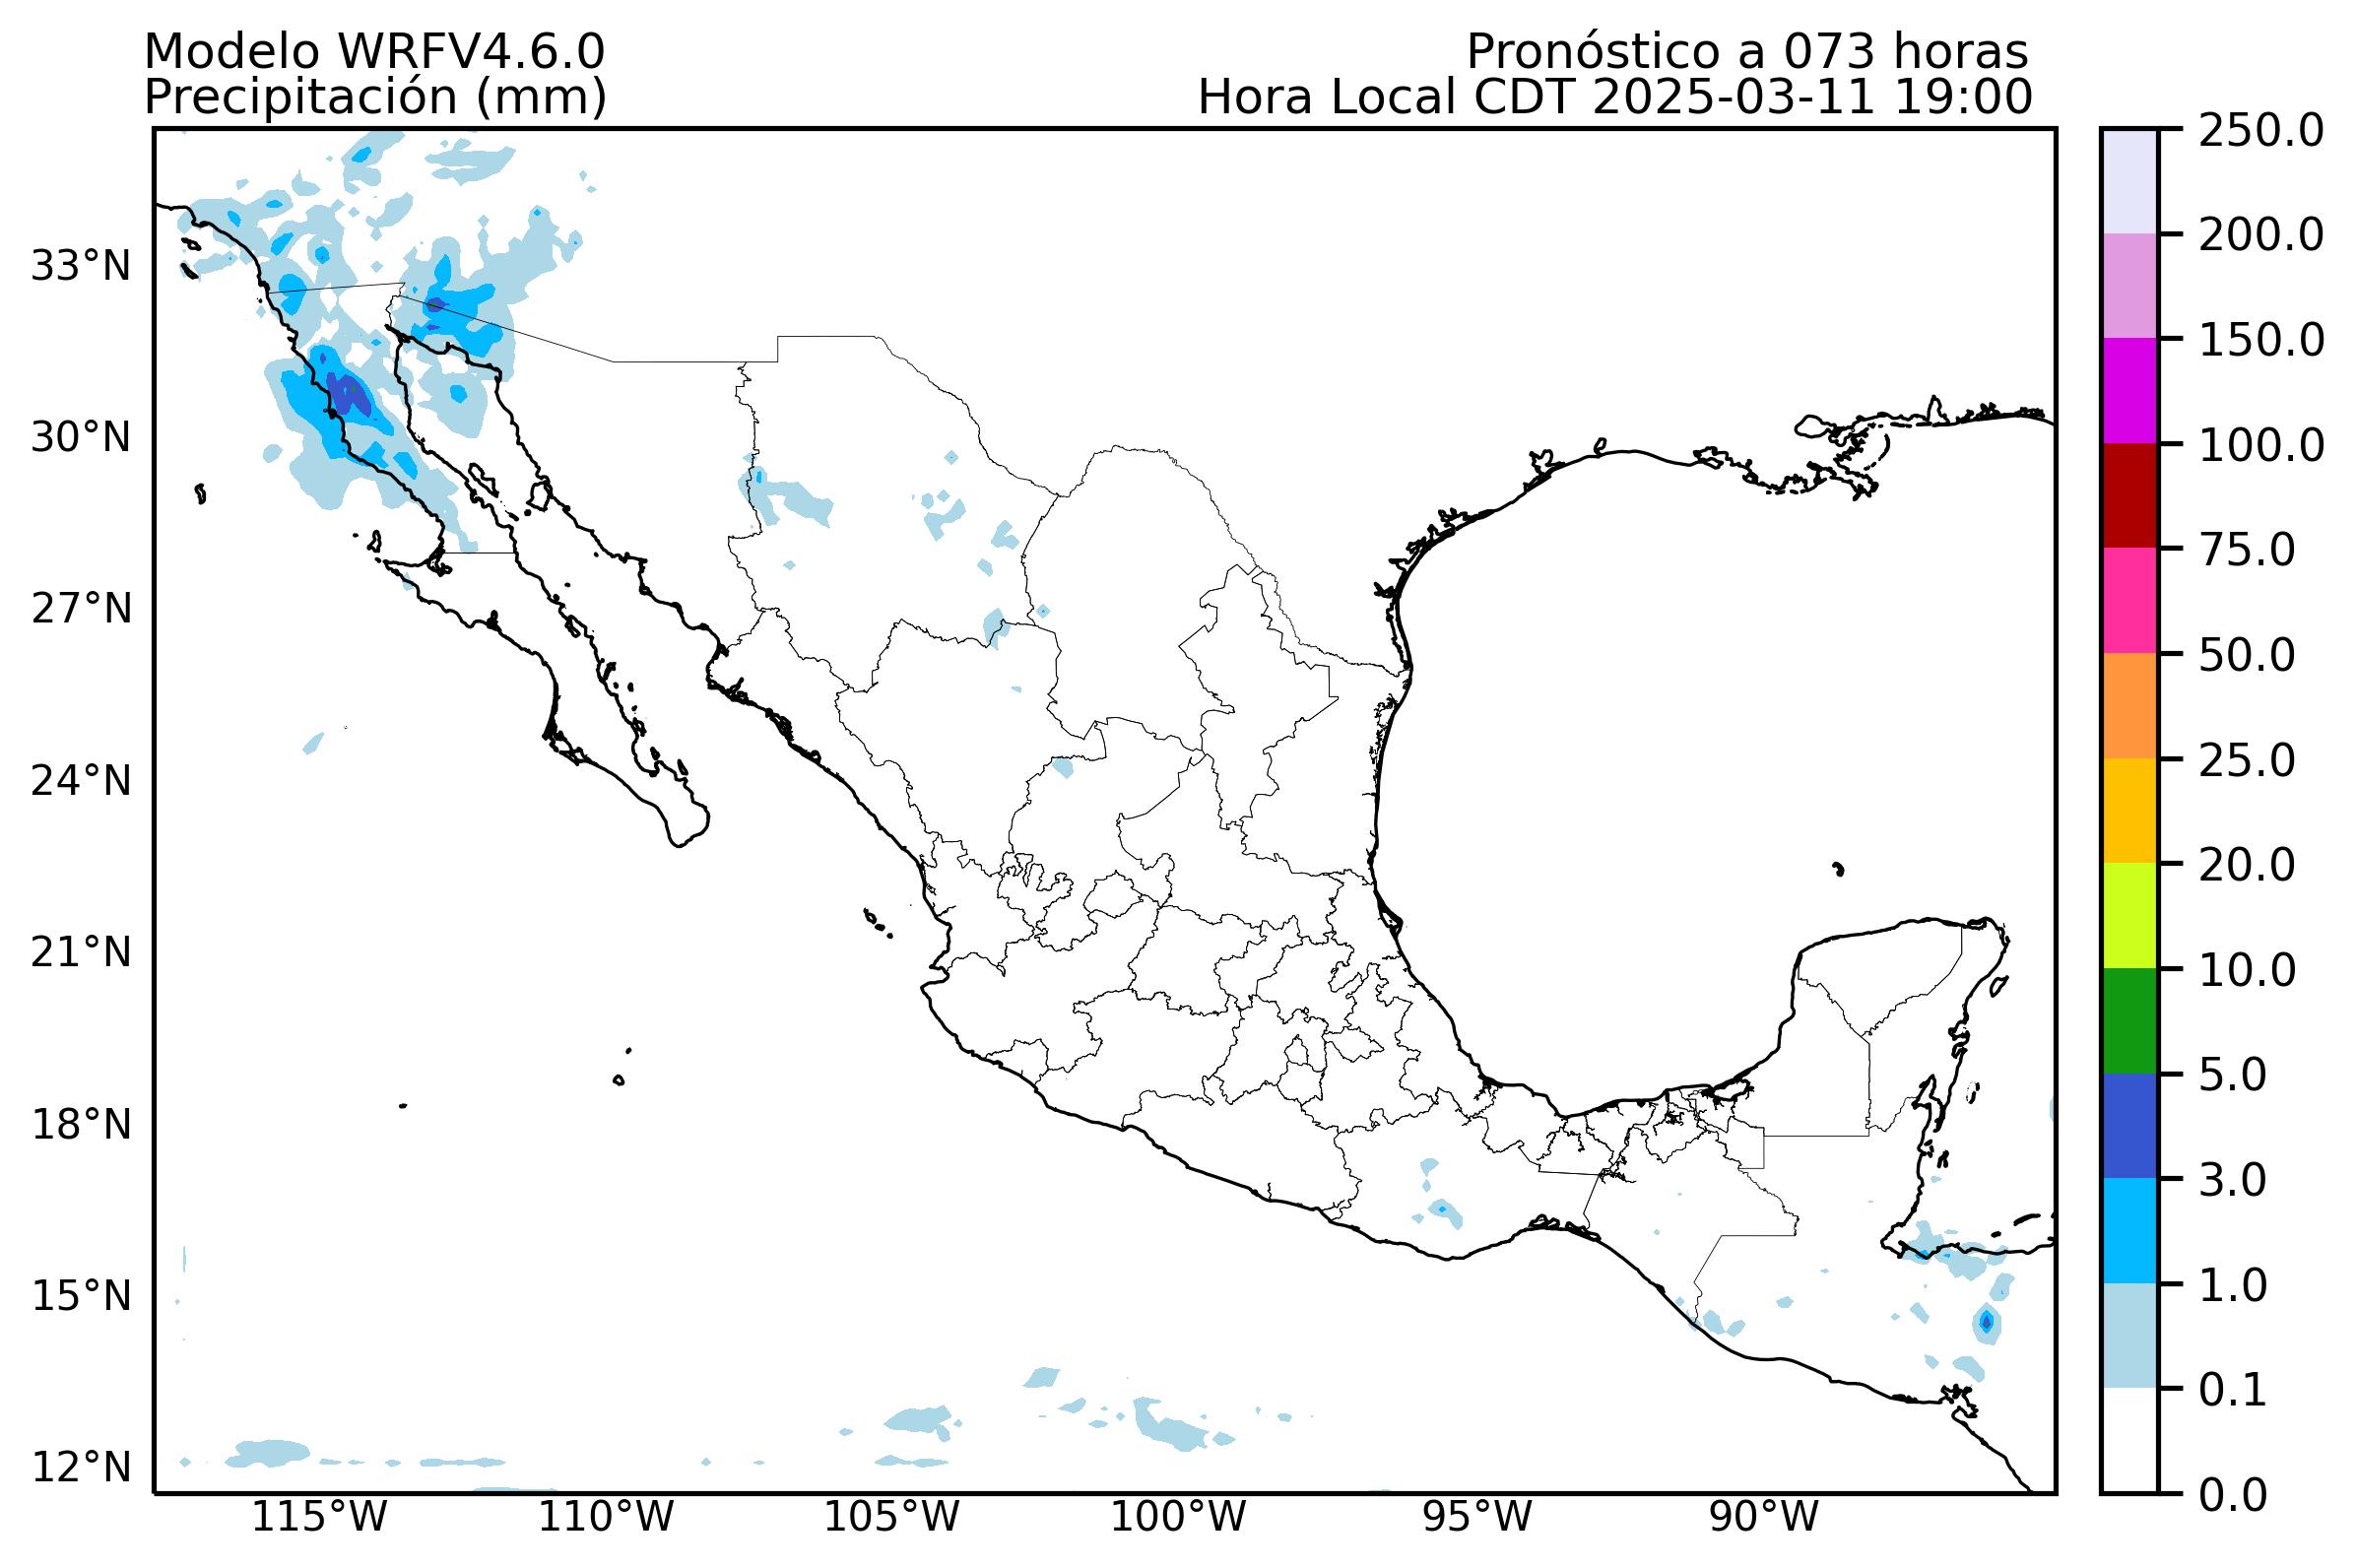 Modelo WRFV4.6.0
Precipitación (mm)
Pronóstico a 073 horas
Hora Local CDT 2025-03-11 19:00
33°N
30°N
27°N
24°N
21°N
18°N
15°N
12°N
115°W
110°W
105°W
100°W
95°W
90°W
250.0
200.0
150.0
100.0
75.0
50.0
25.0
20.0
10.0
5.0
3.0
1.0
0.1
0.0